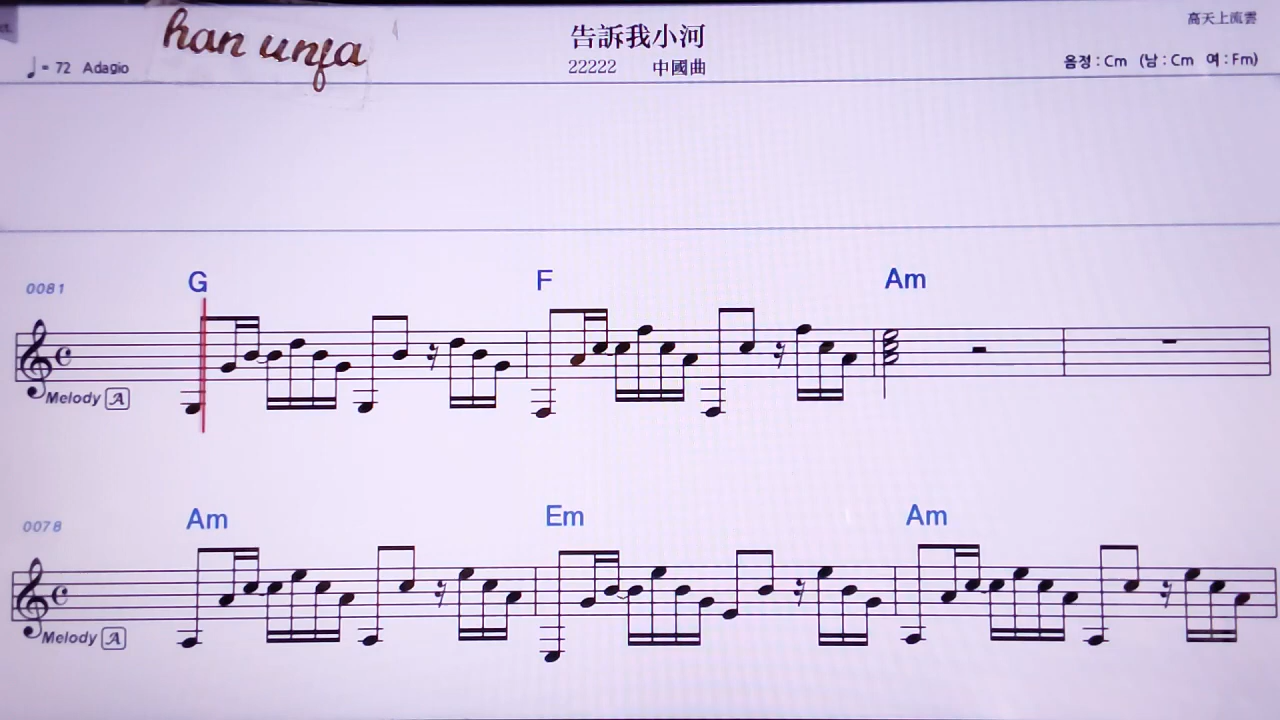 han unja
告訴我小河
高天上流雲
♩= 72 Adagio
22222 中國曲
음정 : Cm (남 : Cm 여 : Fm)
0081 G F Am
Melody A
0078 Am Em Am
Melody A